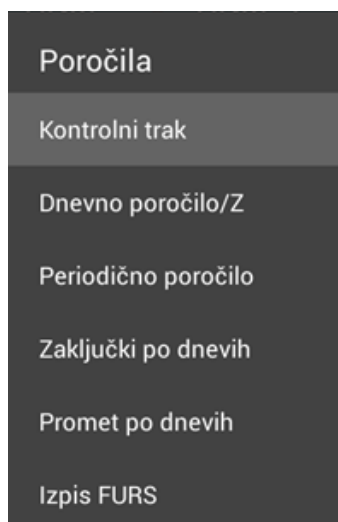 Poročila
Kontrolni trak
Dnevno poročilo/Z
Periodično poročilo
Zaključki po dnevih
Promet po dnevih
Izpis FURS